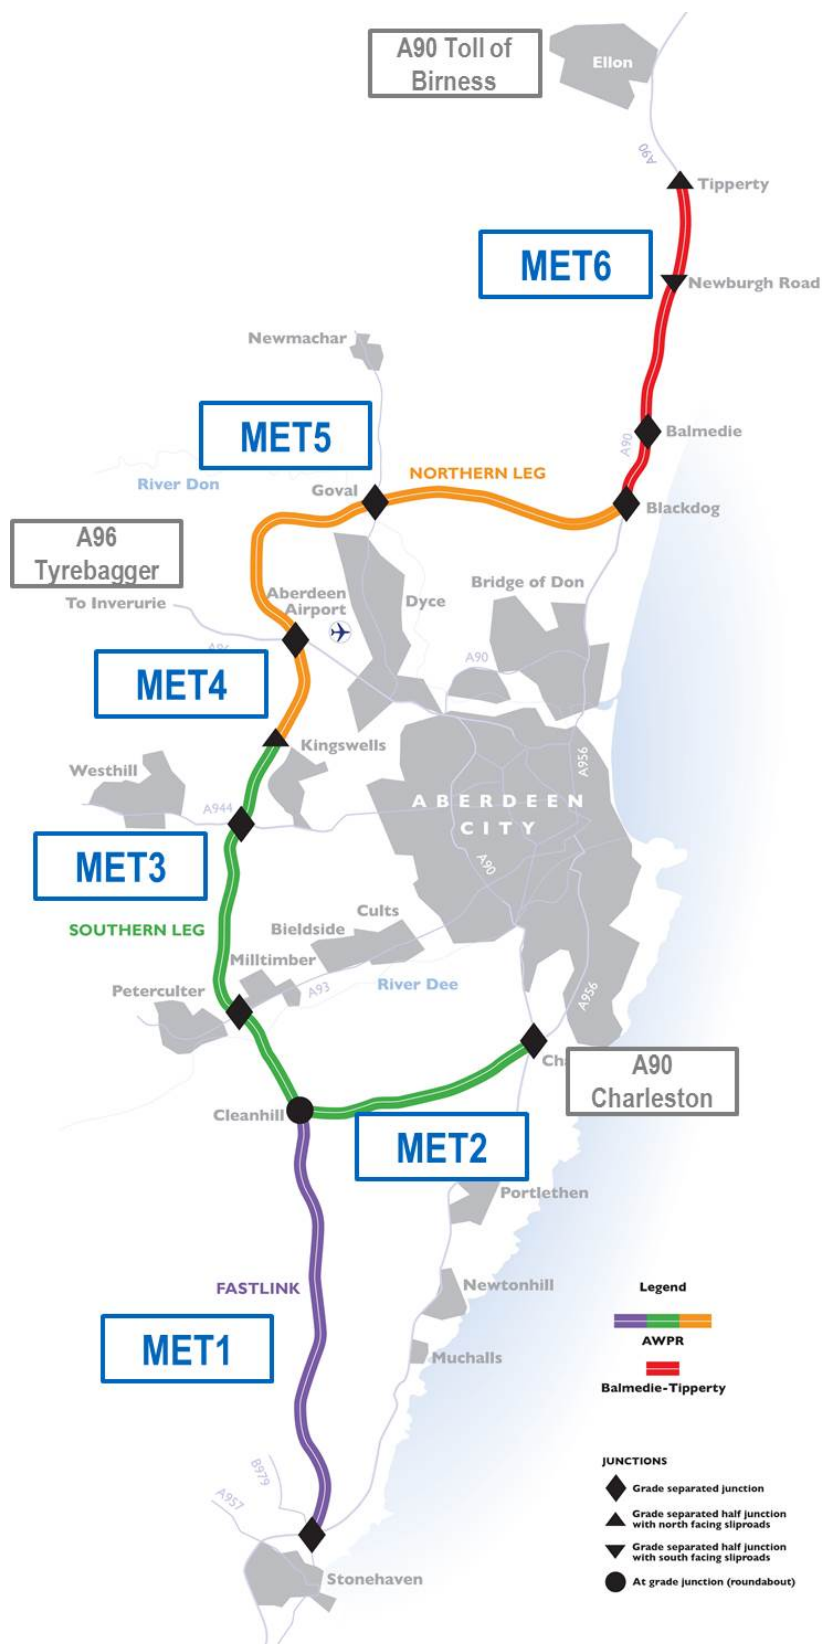 A90 Toll of
Birness
Ellon
A90
Tipperty
MET6
Newburgh Road
Newmachar
MET5
A90
Balmedie
NORTHERN LEG
River Don
Goval
Blackdog
A96
Tyrebagger
Bridge of Don
Aberdeen
Airport
Dyce
To Inverurie
A96
A90
MET4
Kingswells
Westhill
A956
A944
ABERDEEN
CITY
MET3
A90
SOUTHERN LEG
Cults
Bieldside
Milltimber
Peterculter
A93
River Dee
A956
Cha
A90
Charleston
Cleanhill
MET2
Portlethen
FASTLINK
Newtonhill
Legend
AWPR
MET1
Muchalls
Balmedie-Tipperty
B979
A957
JUNCTIONS
Grade separated junction
Grade separated half junction
with north facing sliproads
Grade separated half junction
with south facing sliproads
At grade junction (roundabout)
Stonehaven